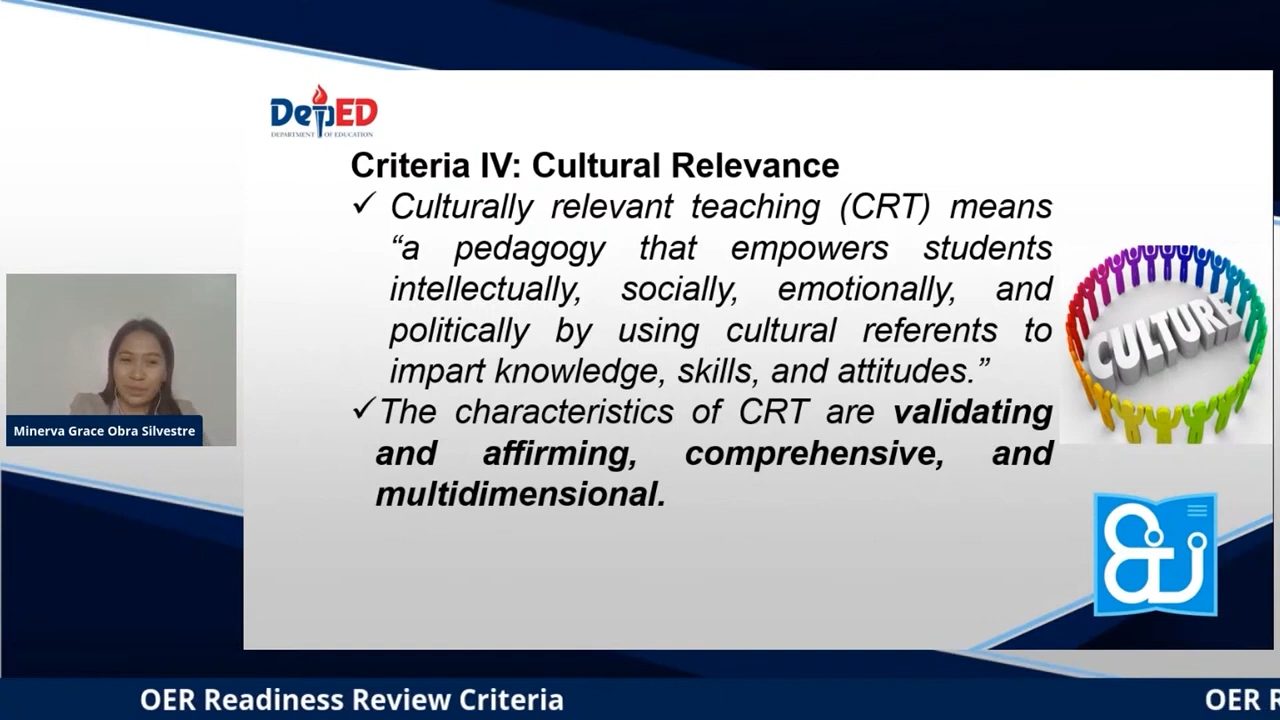 DepED
DEPARTMENT OF EDUCATION
Criteria IV: Cultural Relevance
✓ Culturally relevant teaching (CRT) means
“a pedagogy that empowers students
intellectually, socially, emotionally, and
politically by using cultural referents to
impart knowledge, skills, and attitudes.”
✓ The characteristics of CRT are validating
and affirming, comprehensive, and
multidimensional.
CULTURE
Minerva Grace Obra Silvestre
OER Readiness Review Criteria
OER R